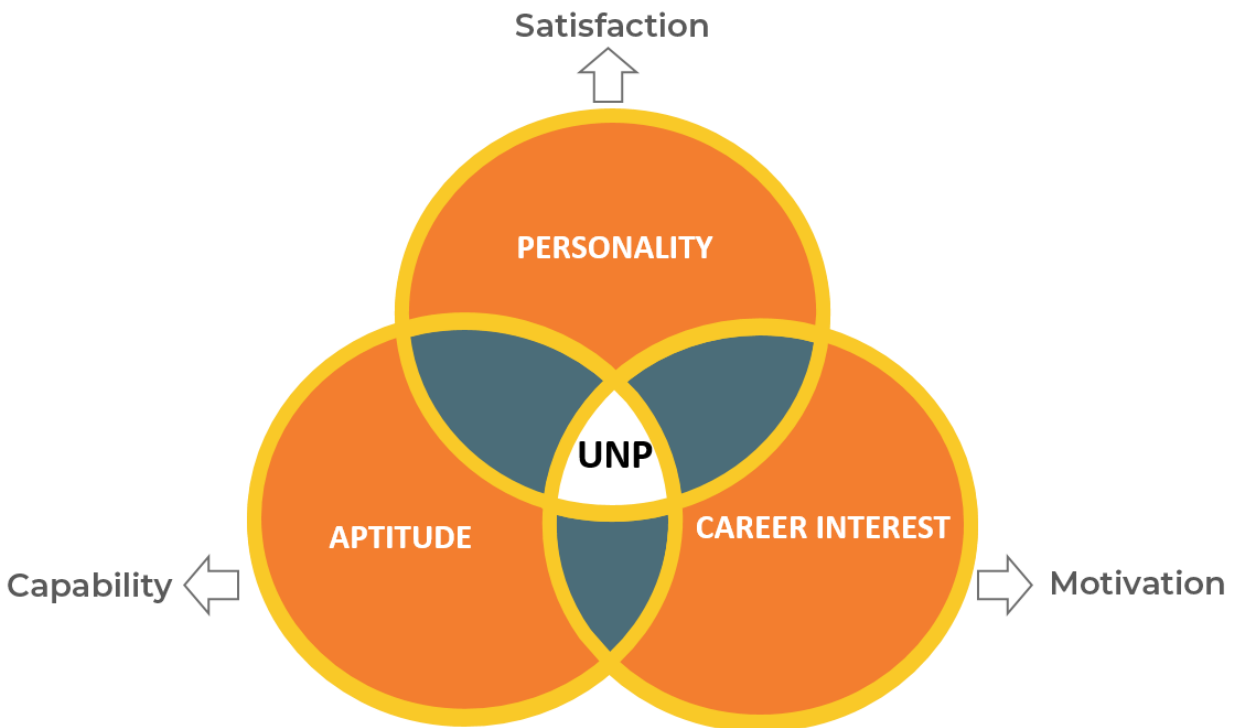 Satisfaction
PERSONALITY
UNP
APTITUDE
CAREER INTEREST
Capability
Motivation